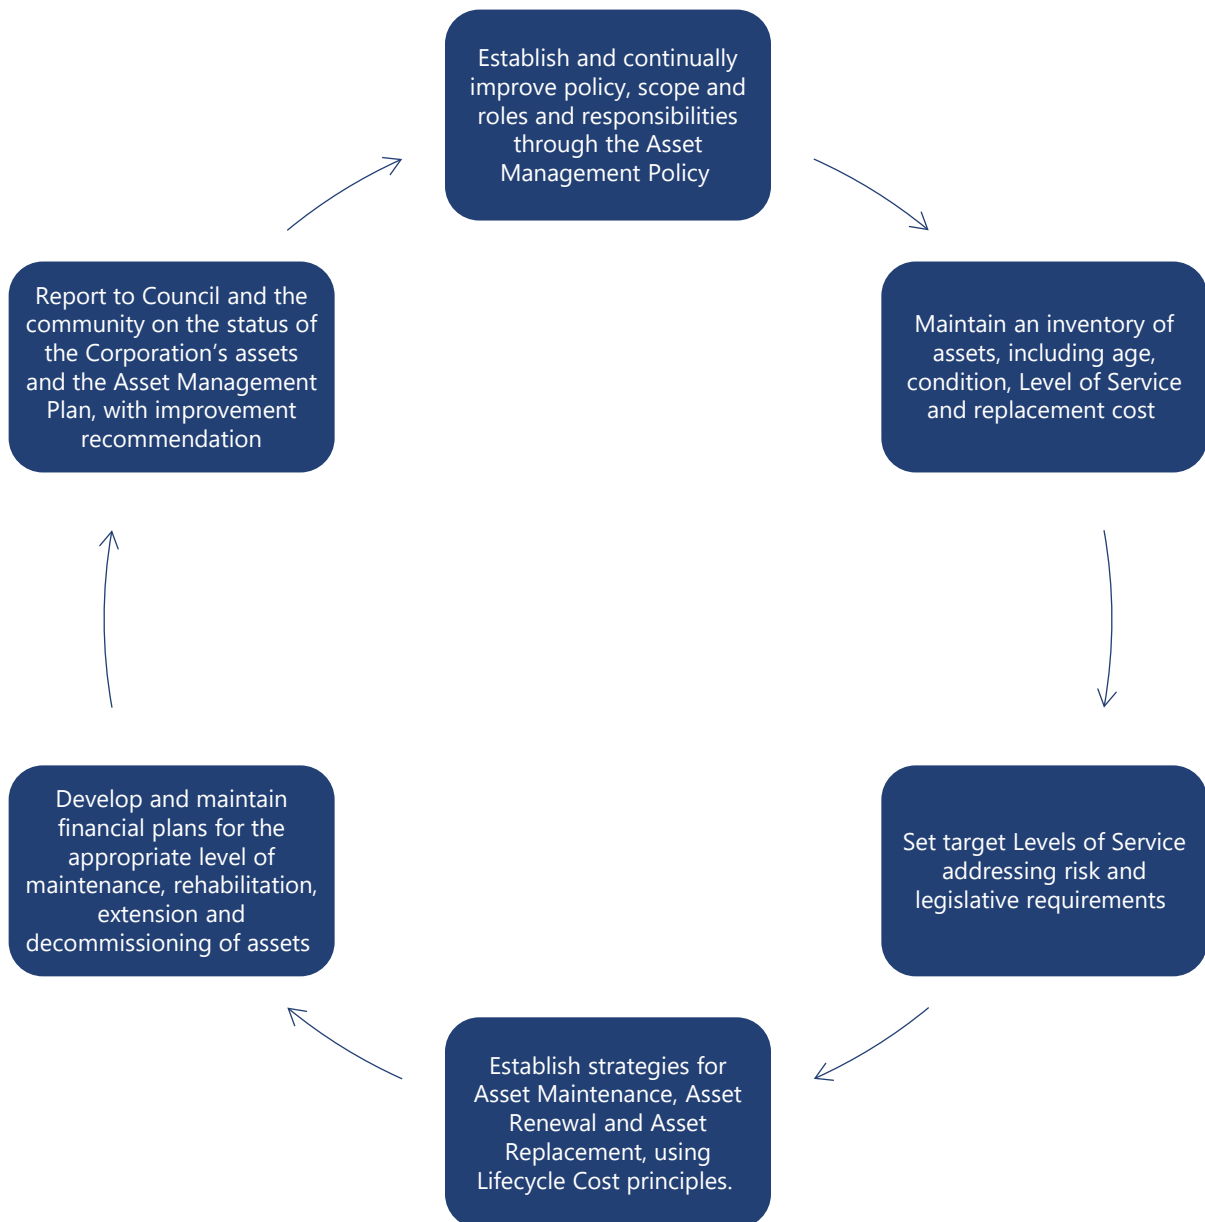 Establish and continually
improve policy, scope and
roles and responsibilities
through the Asset
Management Policy
Maintain an inventory of
assets, including age,
condition, Level of Service
and replacement cost
Set target Levels of Service
addressing risk and
legislative requirements
Establish strategies for
Asset Maintenance, Asset
Renewal and Asset
Replacement, using
Lifecycle Cost principles.
Develop and maintain
financial plans for the
appropriate level of
maintenance, rehabilitation,
extension and
decommissioning of assets
Report to Council and the
community on the status of
the Corporation’s assets
and the Asset Management
Plan, with improvement
recommendation